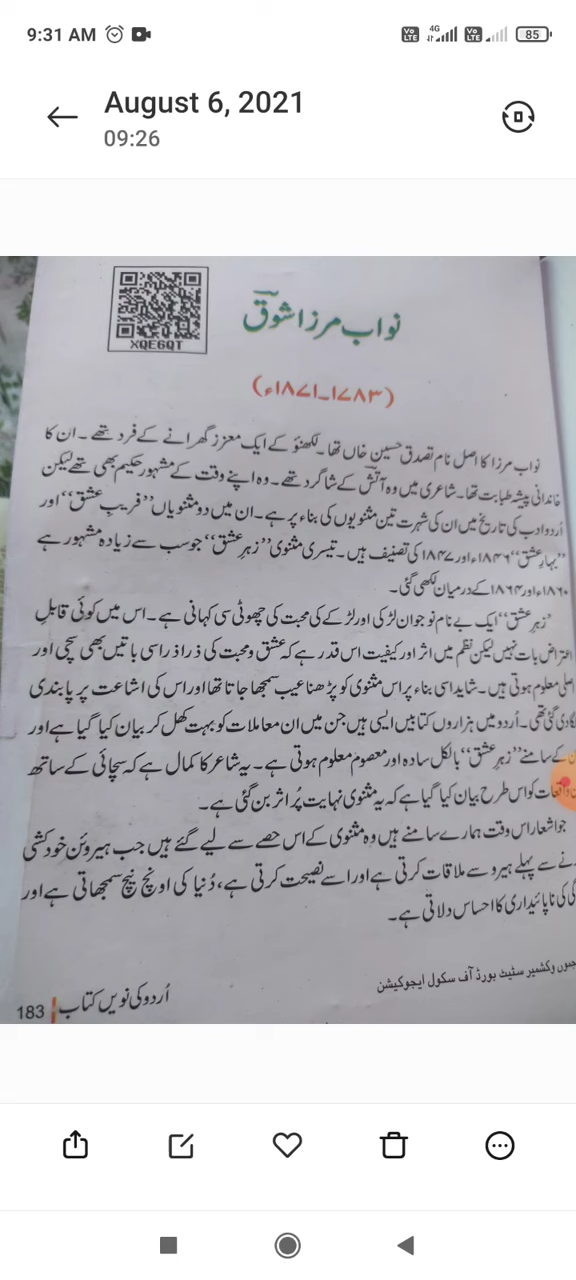 9:31 AM
Vo LTE 4G Vo LTE 85
August 6, 2021
09:26
XQE6QT
نواب مرزا شوقؔ
(۱۷۸۳ـ۱۸۷۱ء)
نواب مرزا کا اصل نام تصدق حسین خاں تھا۔ لکھنؤ کے ایک معزز گھرانے کے فرد تھے۔ ان کا
خاندانی پیشہ طبابت تھا۔ شاعری میں وہ آتشؔ کے شاگرد تھے۔ وہ اپنے وقت کے مشہور حکیم بھی تھے لیکن
اُردو ادب کی تاریخ میں ان کی شہرت تین مثنویوں کی بناء پر ہے۔ ان میں دو مثنویاں ”فریبِ عشق“ اور
”بہارِ عشق“ ۱۸۴۶ء اور ۱۸۴۷ کی تصنیف ہیں۔ تیسری مثنوی ”زہرِ عشق“ جو سب سے زیادہ مشہور ہے
۱۸۶۰ء اور ۱۸۶۴ کے درمیان لکھی گئی۔
”زہرِ عشق“ ایک بے نام نوجوان لڑکی اور لڑکے کی محبت کی چھوٹی سی کہانی ہے۔ اس میں کوئی قابلِ
اعتراض بات نہیں لیکن نظم میں اثر اور کیفیت اس قدر ہے کہ عشق و محبت کی ذرا ذرا سی باتیں بھی سچی اور
اصلی معلوم ہوتی ہیں۔ شاید اسی بناء پر اس مثنوی کو پڑھنا عیب سمجھا جاتا تھا اور اس کی اشاعت پر پابندی
لگا دی گئی تھی۔ اُردو میں ہزاروں کتابیں ایسی ہیں جن میں ان معاملات کو بہت کھل کر بیان کیا گیا ہے اور
کے سامنے ”زہرِ عشق“ بالکل سادہ اور معصوم معلوم ہوتی ہے۔ یہ شاعر کا کمال ہے کہ سچائی کے ساتھ
واقعات کو اس طرح بیان کیا گیا ہے کہ یہ مثنوی نہایت پُر اثر بن گئی ہے۔
جو اشعار اس وقت ہمارے سامنے ہیں وہ مثنوی کے اس حصے سے لیے گئے ہیں جب ہیروئن خودکشی
نے سے پہلے ہیرو سے ملاقات کرتی ہے اور اسے نصیحت کرتی ہے، دُنیا کی اونچ نیچ سمجھاتی ہے اور
کی ناپائیداری کا احساس دلاتی ہے۔
جموں و کشمیر سٹیٹ بورڈ آف سکول ایجوکیشن
اُردو کی نویں کتاب 183